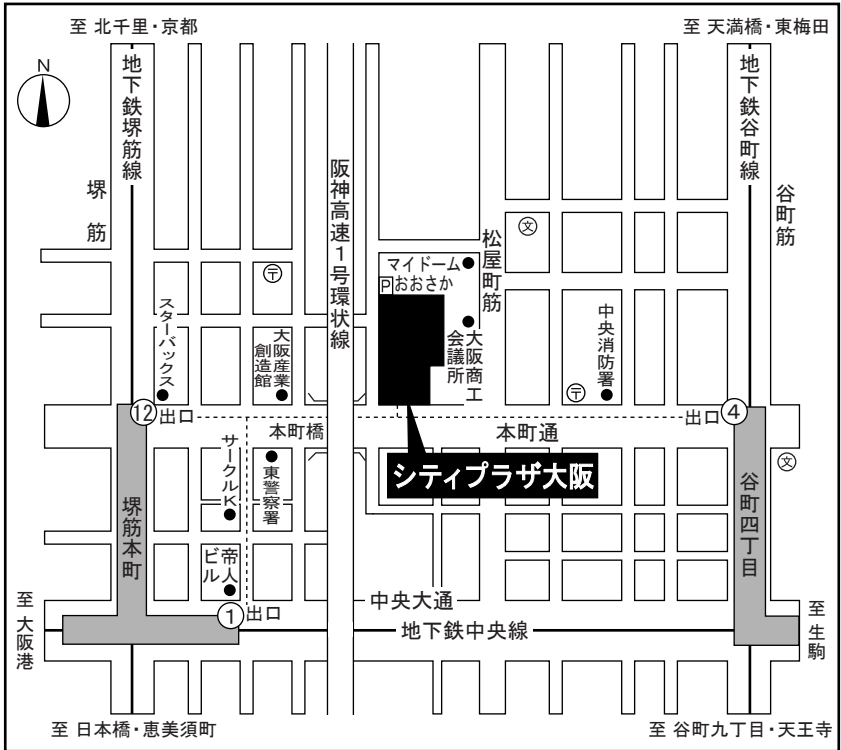 至 北千里・京都
至 天満橋・東梅田
N
地下鉄堺筋線
堺筋
阪神高速1号環状線
松屋町筋
地下鉄谷町線
谷町筋
文
〒
マイドーム
おおさか
P
スターバックス
大阪産業
創造館
大阪商工
会議所
中央消防署
〒
12
出口
出口
4
本町橋
本町通
シティプラザ大阪
サークルK
東警察署
文
堺筋本町
谷町四丁目
帝人
ビル
1
出口
中央大通
地下鉄中央線
至 大阪港
至 生駒
至 日本橋・恵美須町
至 谷町九丁目・天王寺